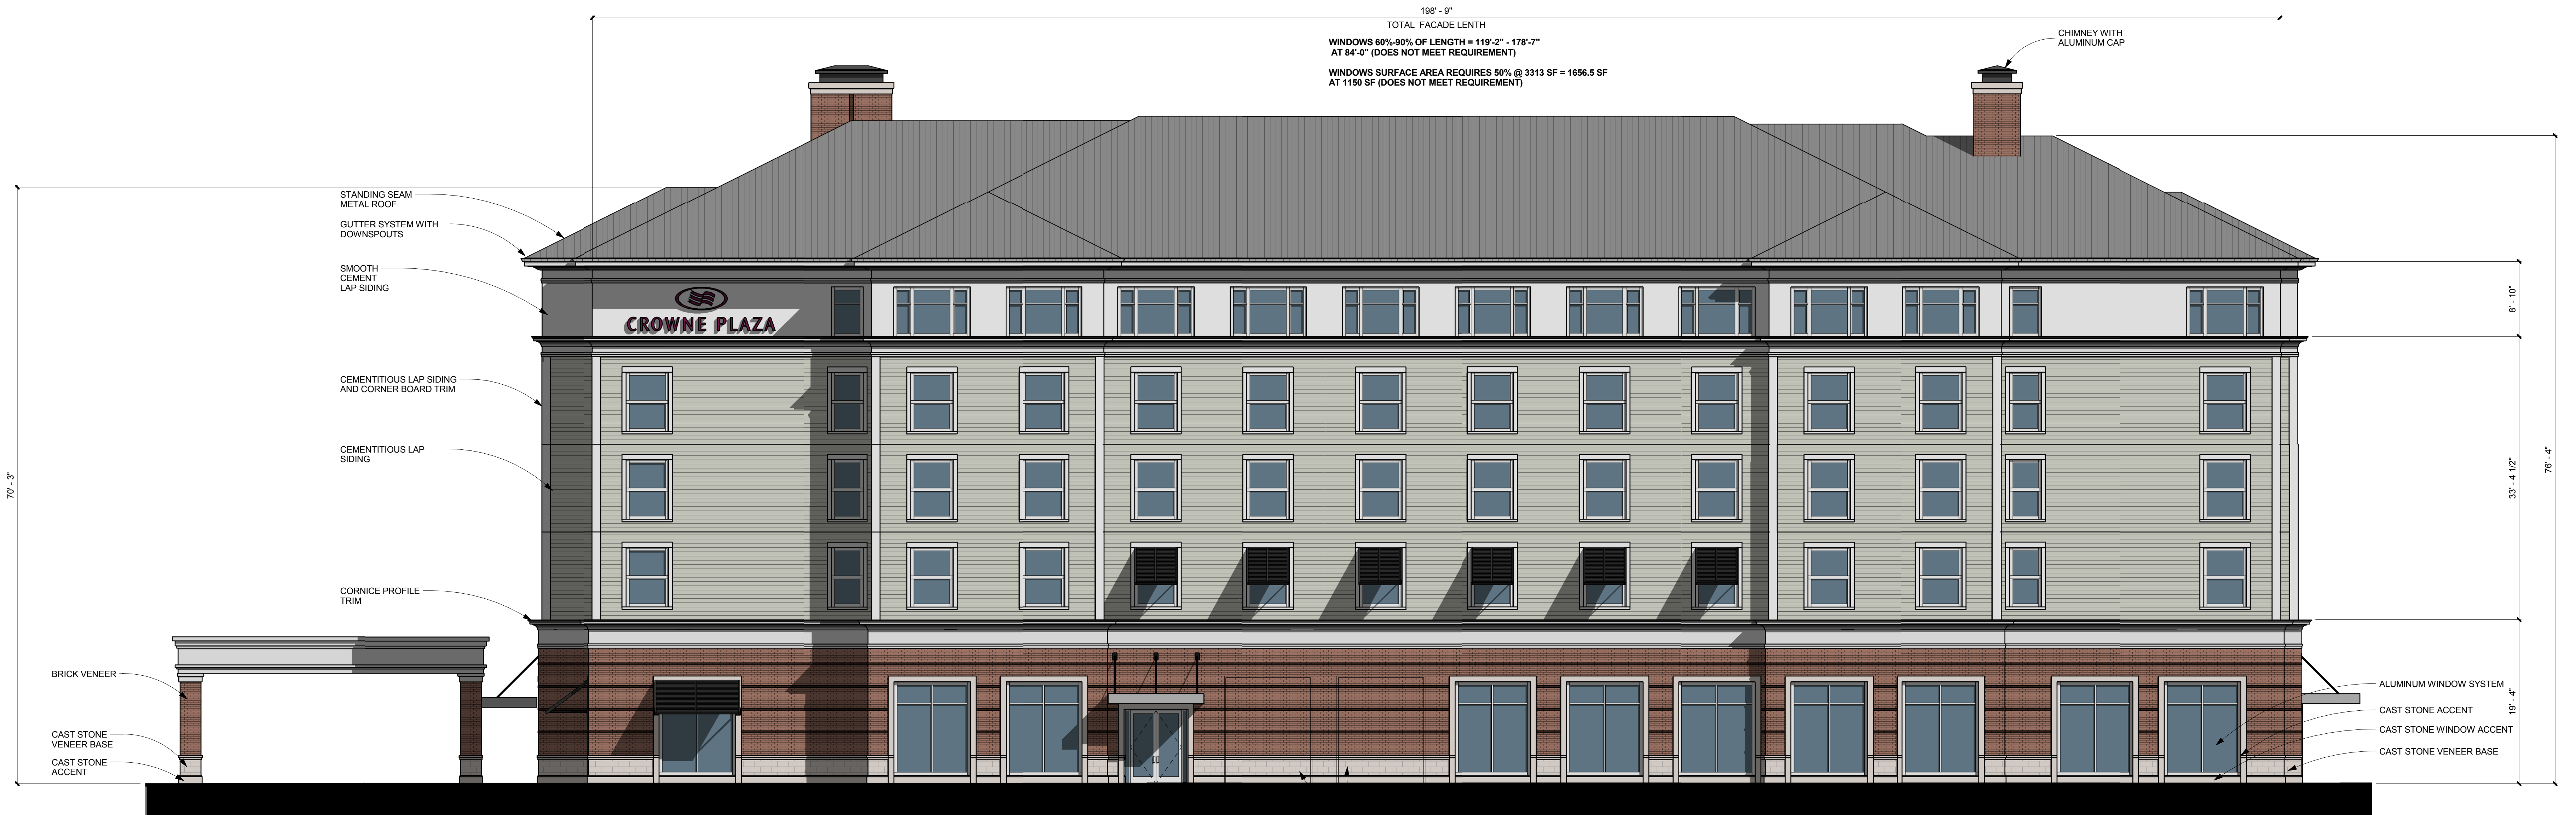 198' - 9"
TOTAL FACADE LENTH
WINDOWS 60%-90% OF LENGTH = 119'-2" - 178'-7"
AT 84'-0" (DOES NOT MEET REQUIREMENT)
WINDOWS SURFACE AREA REQUIRES 50% @ 3313 SF = 1656.5 SF
AT 1150 SF (DOES NOT MEET REQUIREMENT)
CHIMNEY WITH
ALUMINUM CAP
STANDING SEAM
METAL ROOF
GUTTER SYSTEM WITH
DOWNSPOUTS
SMOOTH
CEMENT
LAP SIDING
CROWNE PLAZA
8' - 10"
CEMENTITIOUS LAP SIDING
AND CORNER BOARD TRIM
CEMENTITIOUS LAP
SIDING
70' - 3"
33' - 4 1/2"
76' - 4"
CORNICE PROFILE
TRIM
BRICK VENEER
CAST STONE
VENEER BASE
CAST STONE
ACCENT
19' - 4"
ALUMINUM WINDOW SYSTEM
CAST STONE ACCENT
CAST STONE WINDOW ACCENT
CAST STONE VENEER BASE